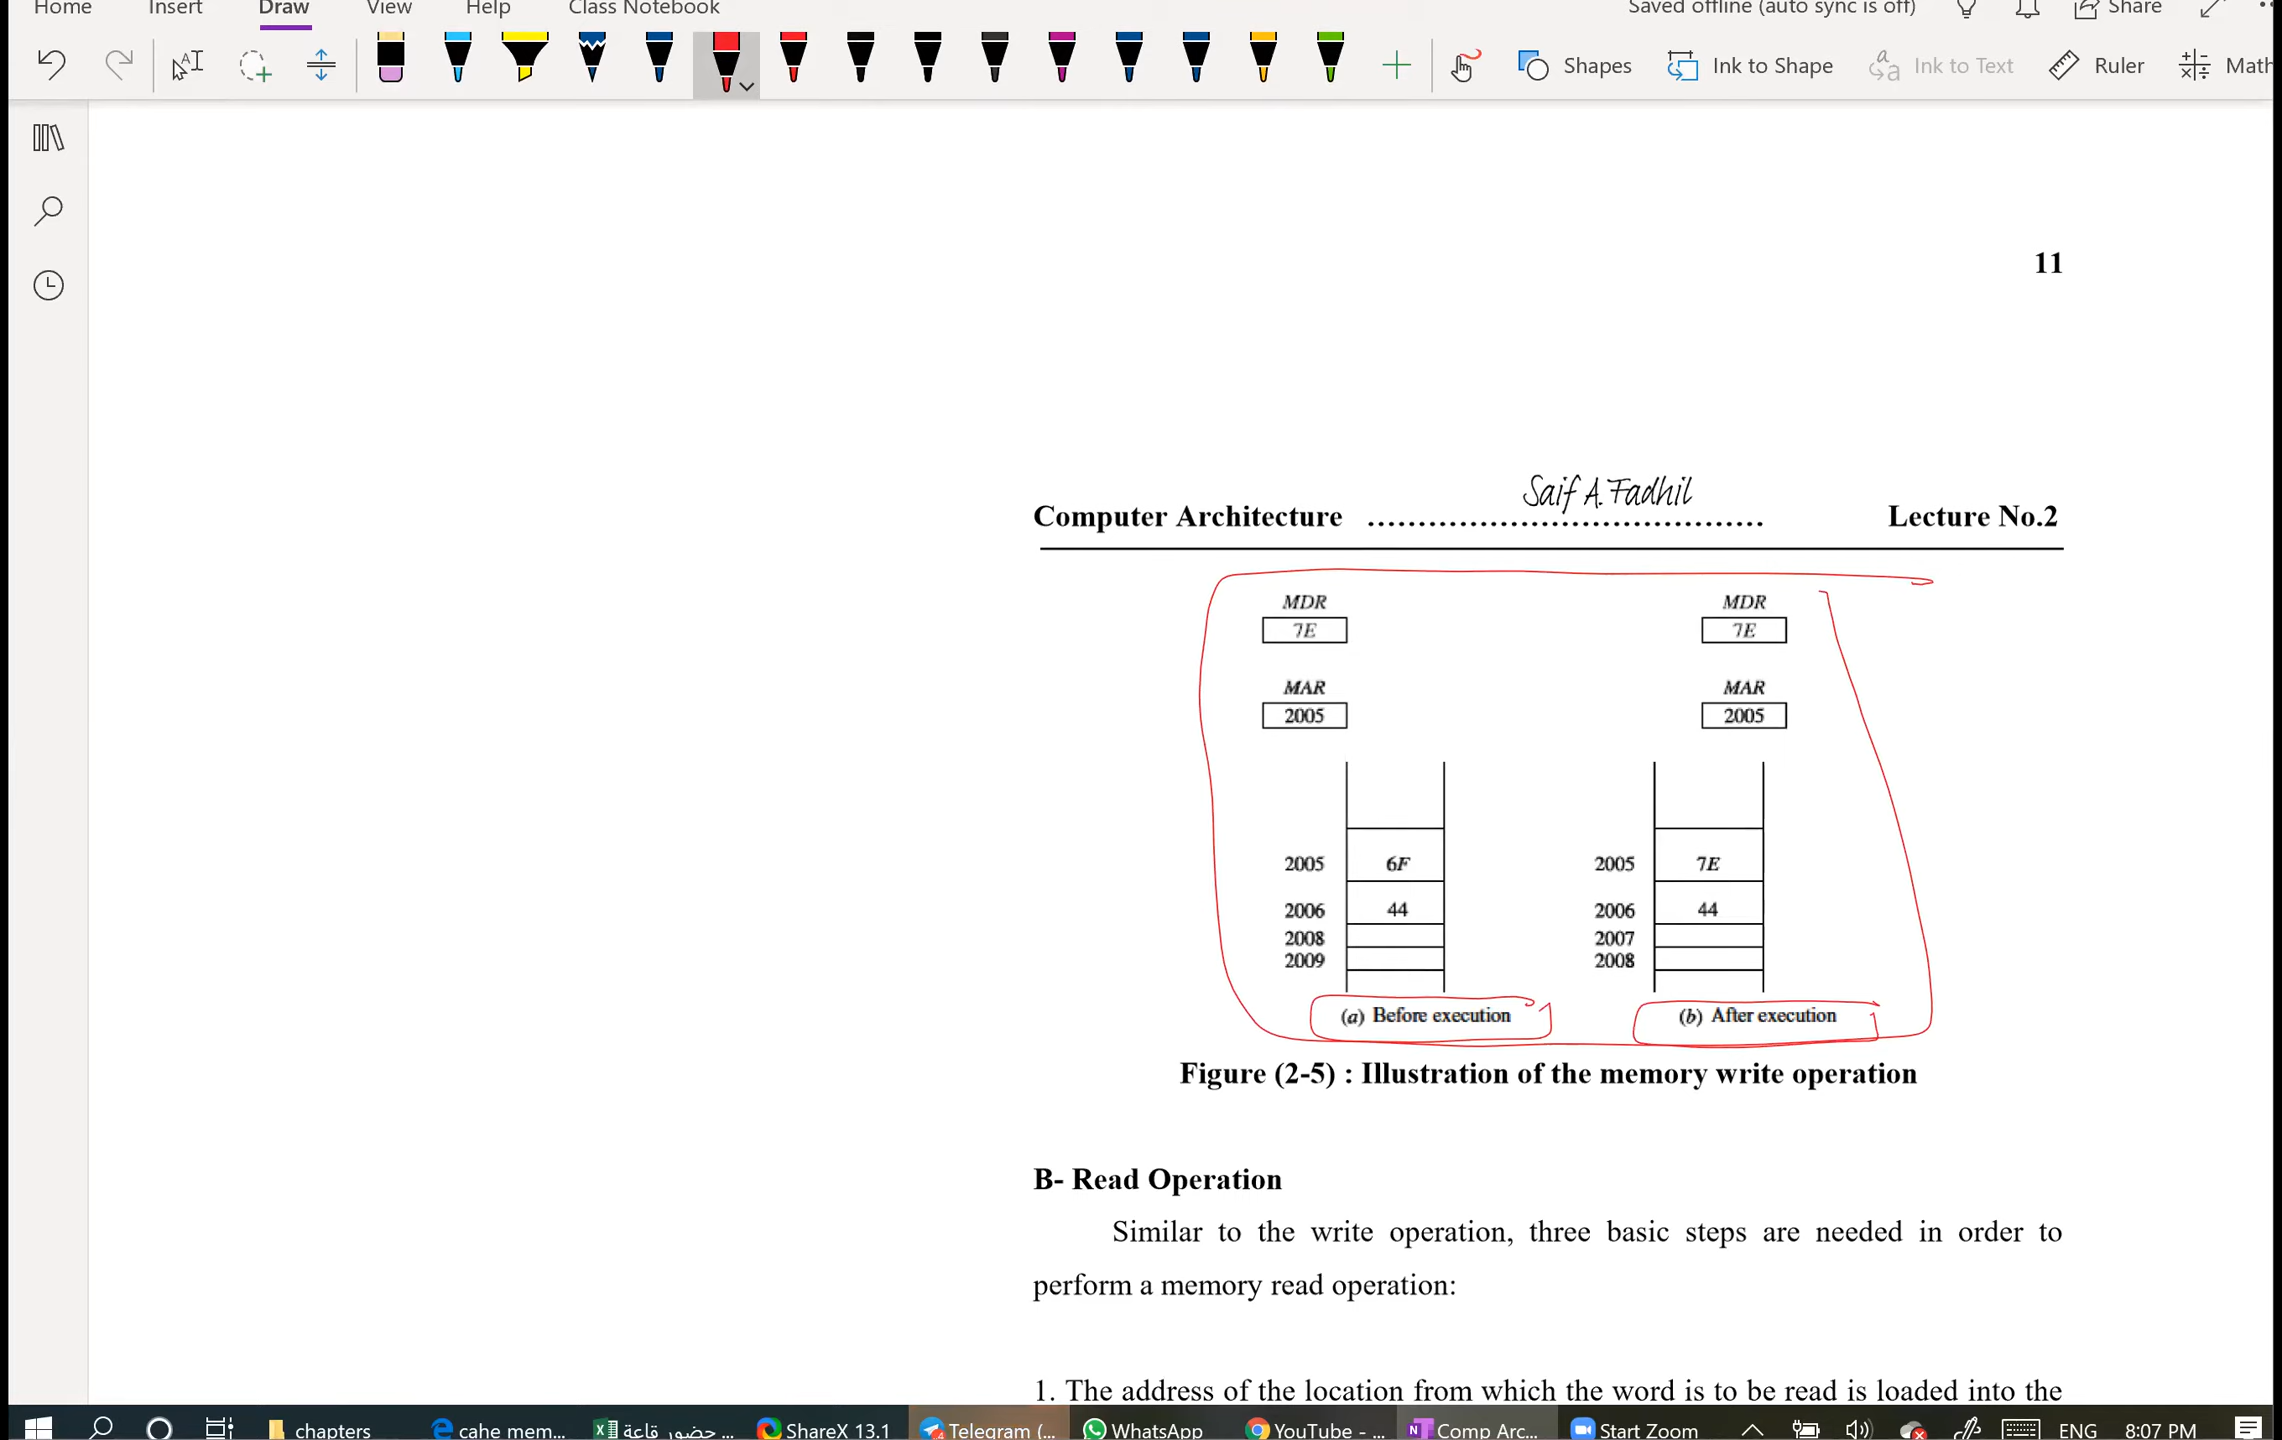 Home Insert Draw View Help Class Notebook Saved offline (auto sync is off) Share
Shapes Ink to Shape Ink to Text Ruler Math
11
Saif A. Fadhil
Computer Architecture ....................................... Lecture No.2
MDR MDR
7E 7E
MAR MAR
2005 2005
2005 6F 2005 7E
2006 44 2006 44
2008 2007
2009 2008
(a) Before execution (b) After execution
Figure (2-5) : Illustration of the memory write operation
B- Read Operation
Similar to the write operation, three basic steps are needed in order to
perform a memory read operation:
1. The address of the location from which the word is to be read is loaded into the
chapters cahe mem... حضور قاعة ... ShareX 13.1 Telegram (... WhatsApp YouTube - ... Comp Arc... Start Zoom ENG 8:07 PM